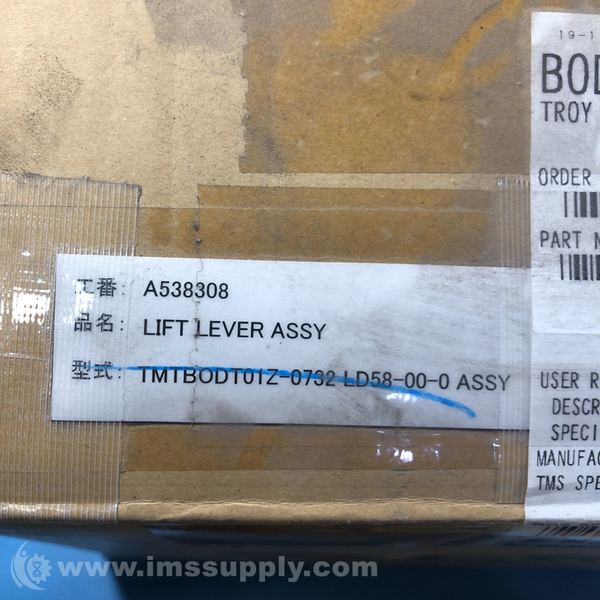 工番: A538308
品名: LIFT LEVER ASSY
型式: TMTBODT01Z-0732 LD58-00-0 ASSY
19-1
BOD
TROY
ORDER
PART N
USER R
DESCR
SPECI
MANUFAC
TMS SPE
www.imssupply.com